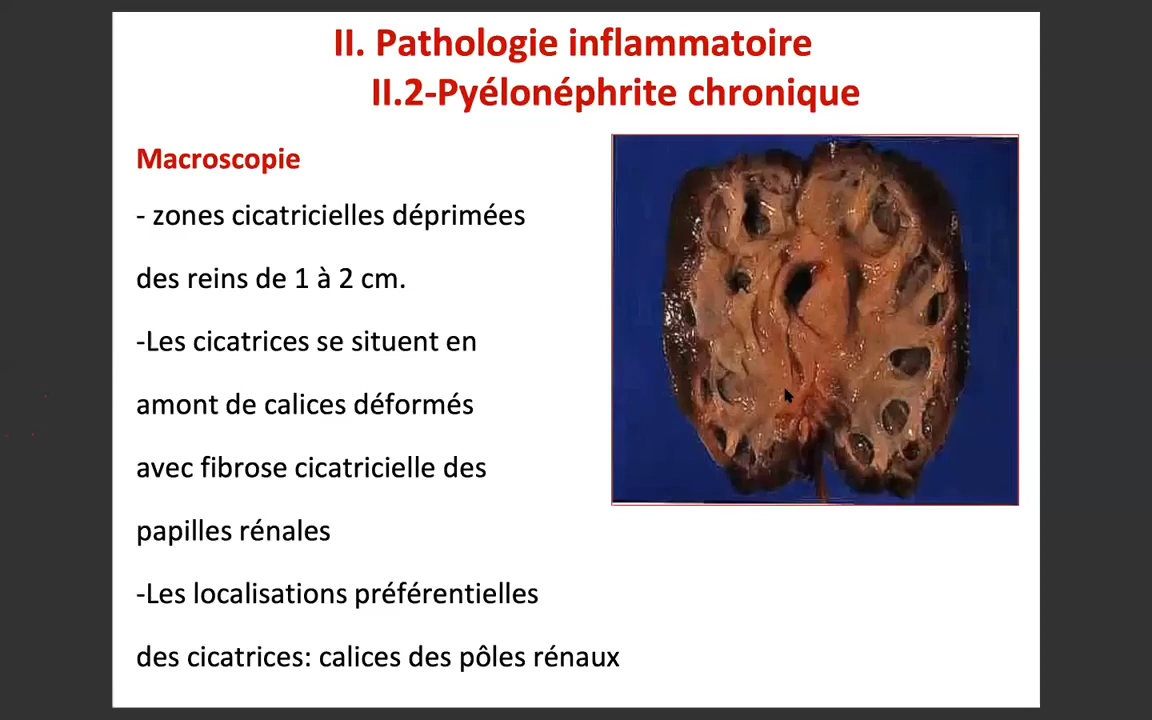 II. Pathologie inflammatoire
II.2-Pyélonéphrite chronique
Macroscopie
- zones cicatricielles déprimées
des reins de 1 à 2 cm.
-Les cicatrices se situent en
amont de calices déformés
avec fibrose cicatricielle des
papilles rénales
-Les localisations préférentielles
des cicatrices: calices des pôles rénaux